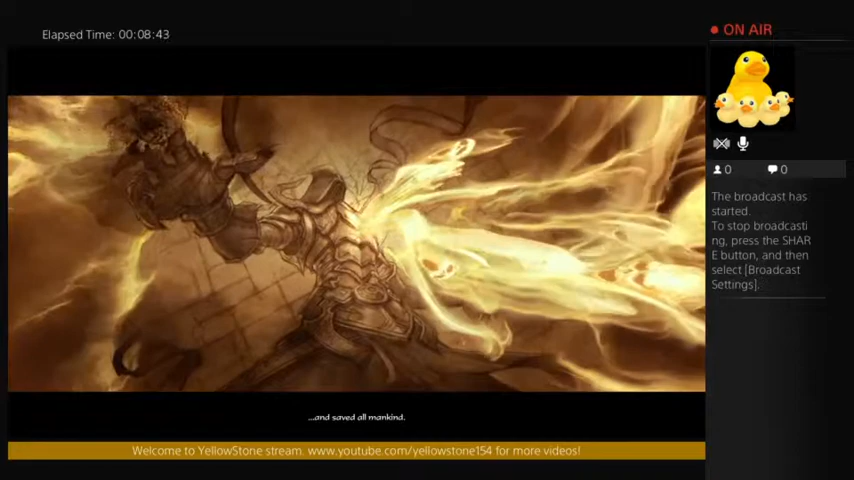 Elapsed Time: 00:08:43
ON AIR
0
0
The broadcast has
started.
To stop broadcasti
ng, press the SHAR
E button, and then
select [Broadcast
Settings].
...and saved all mankind.
Welcome to YellowStone stream. www.youtube.com/yellowstone154 for more videos!